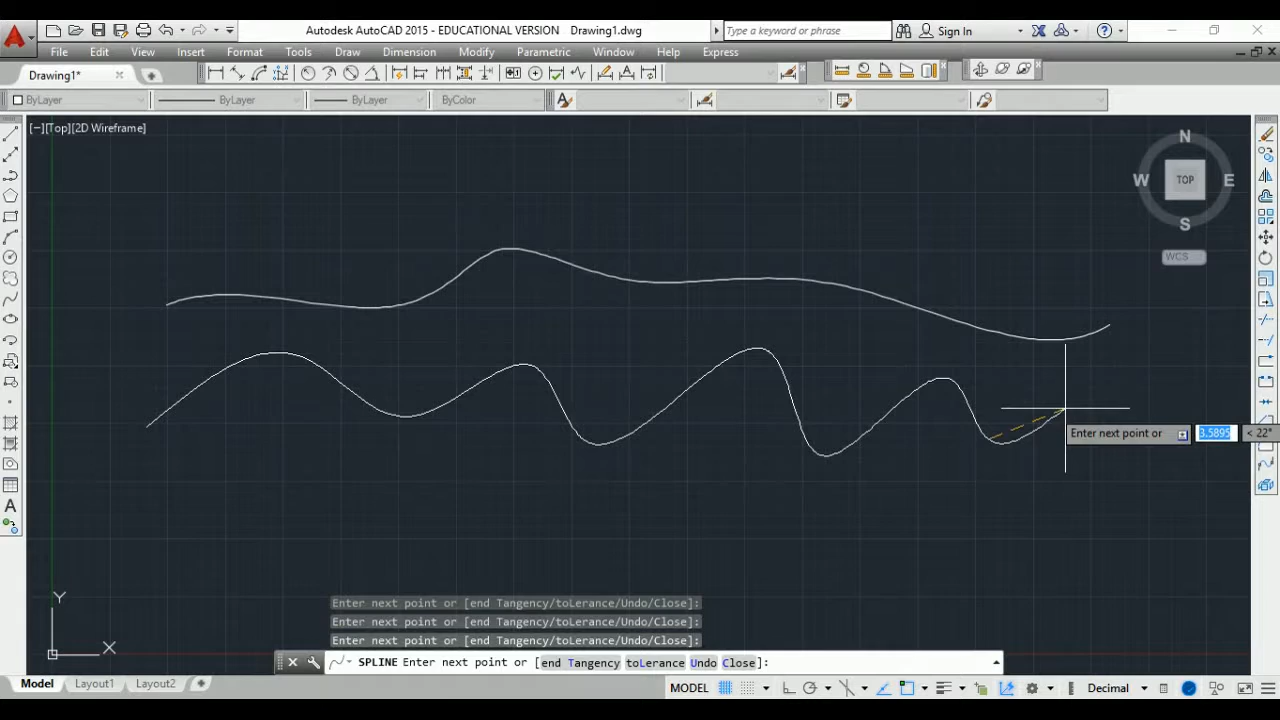 Autodesk AutoCAD 2015 - EDUCATIONAL VERSION Drawing1.dwg
Type a keyword or phrase
Sign In
File Edit View Insert Format Tools Draw Dimension Modify Parametric Window Help Express
Drawing1*
ByLayer ByLayer ByLayer ByColor
[−][Top][2D Wireframe]
N
W TOP E
S
WCS
Enter next point or 3.5895 < 22°
Y
X
Enter next point or [end Tangency/toLerance/Undo/Close]:
Enter next point or [end Tangency/toLerance/Undo/Close]:
Enter next point or [end Tangency/toLerance/Undo/Close]:
SPLINE Enter next point or [end Tangency toLerance Undo Close]:
Model Layout1 Layout2
MODEL Decimal